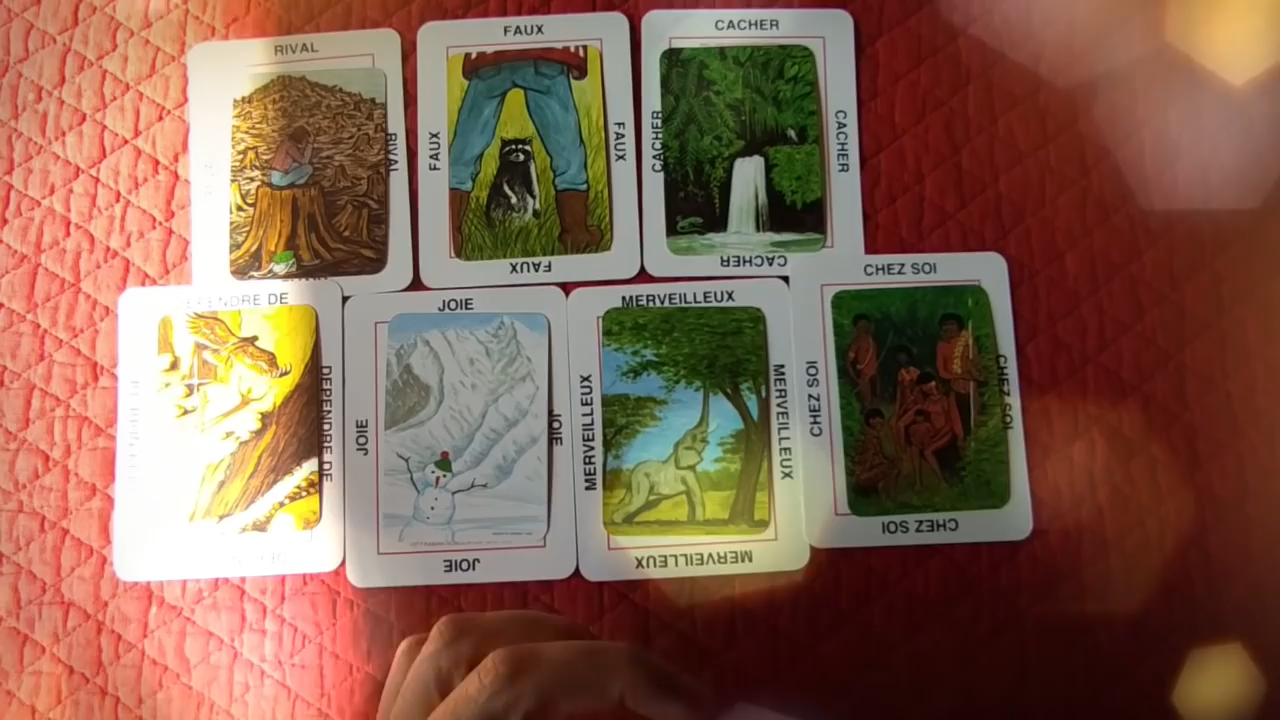 RIVAL
RIVAL
FAUX
FAUX
FAUX
FAUX
CACHER
CACHER
CACHER
CACHER
DEPENDRE DE
DEPENDRE DE
JOIE
JOIE
JOIE
JOIE
MERVEILLEUX
MERVEILLEUX
MERVEILLEUX
MERVEILLEUX
CHEZ SOI
CHEZ SOI
CHEZ SOI
CHEZ SOI